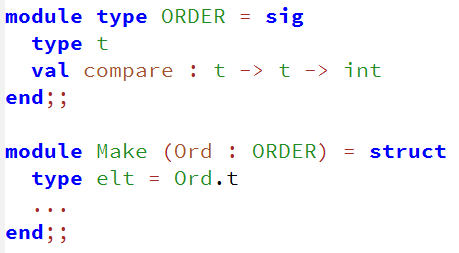 module type ORDER = sig
  type t
  val compare : t -> t -> int
end;;

module Make (Ord : ORDER) = struct
  type elt = Ord.t
  ...
end;;